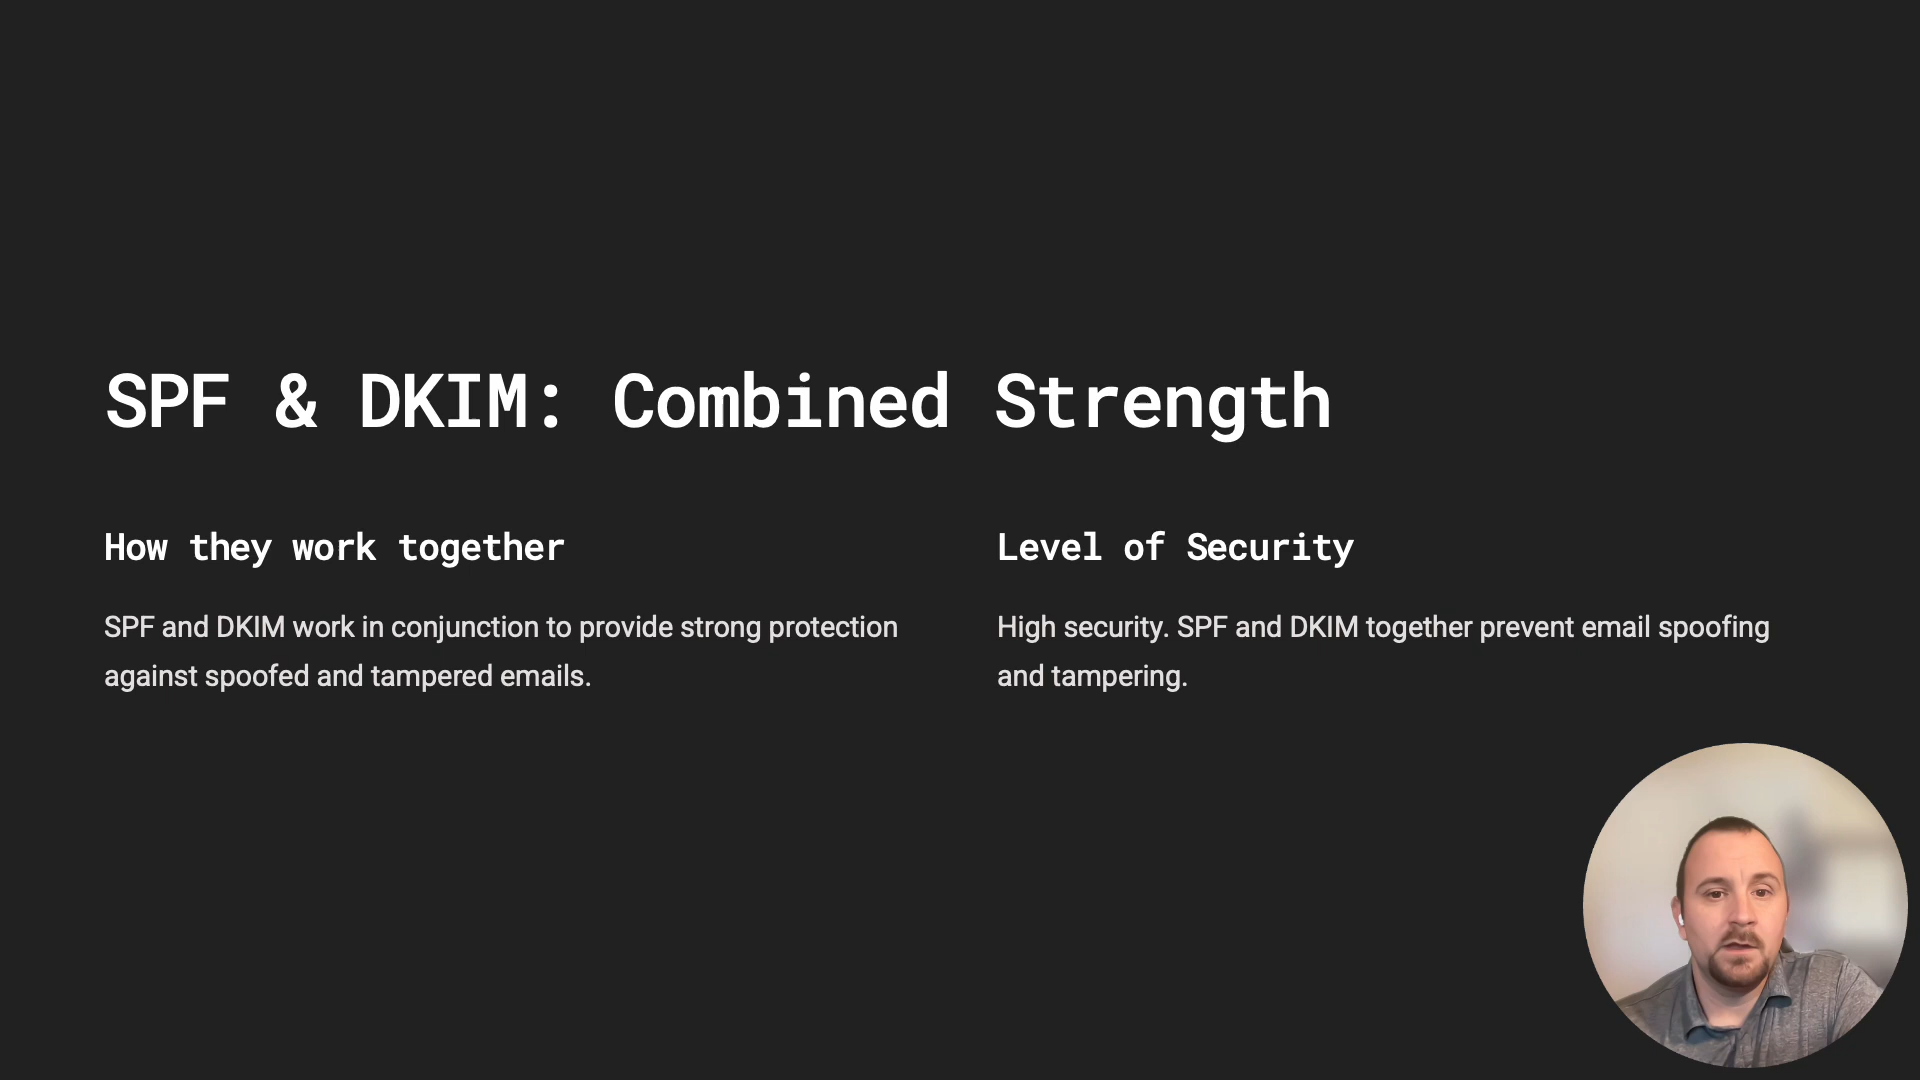 SPF & DKIM: Combined Strength
How they work together
SPF and DKIM work in conjunction to provide strong protection
against spoofed and tampered emails.
Level of Security
High security. SPF and DKIM together prevent email spoofing
and tampering.